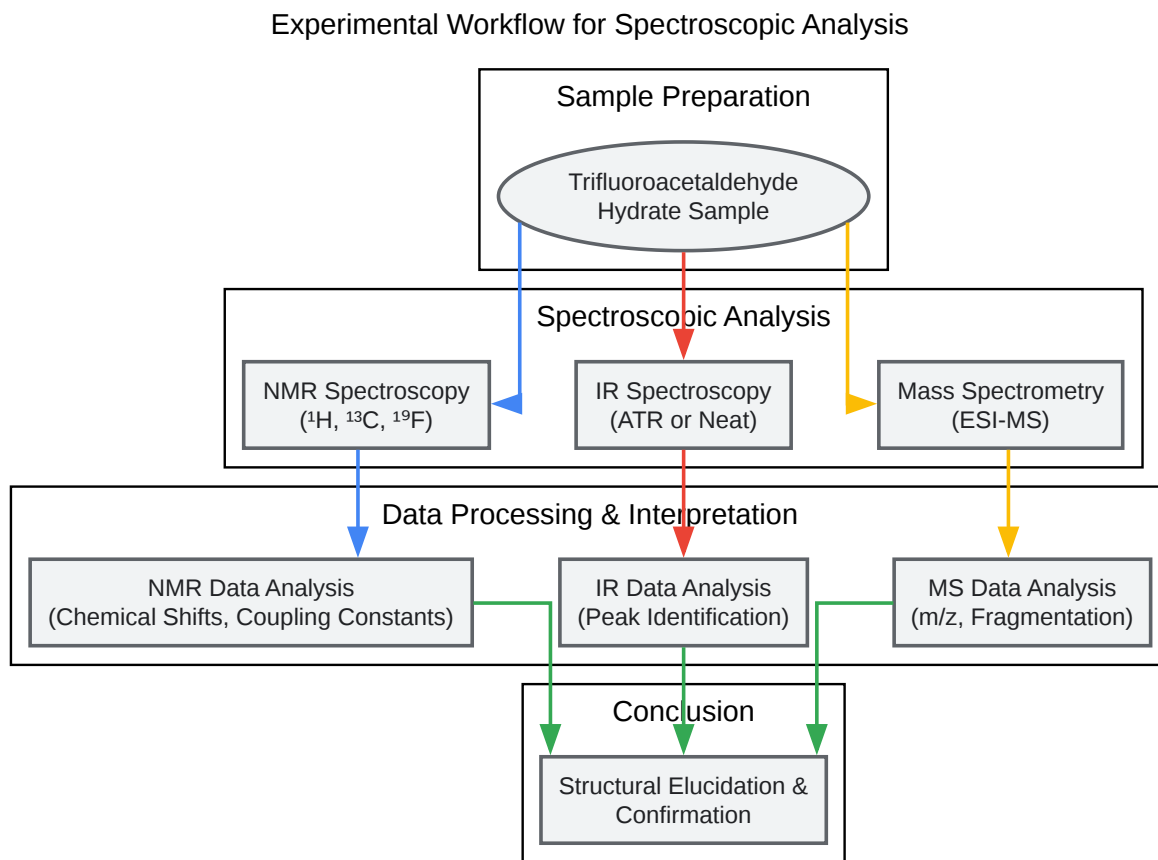 Experimental Workflow for Spectroscopic Analysis
Sample Preparation
Trifluoroacetaldehyde
Hydrate Sample
Spectroscopic Analysis
NMR Spectroscopy
(¹H, ¹³C, ¹⁹F)
IR Spectroscopy
(ATR or Neat)
Mass Spectrometry
(ESI-MS)
Data Processing & Interpretation
NMR Data Analysis
(Chemical Shifts, Coupling Constants)
IR Data Analysis
(Peak Identification)
MS Data Analysis
(m/z, Fragmentation)
Conclusion
Structural Elucidation &
Confirmation